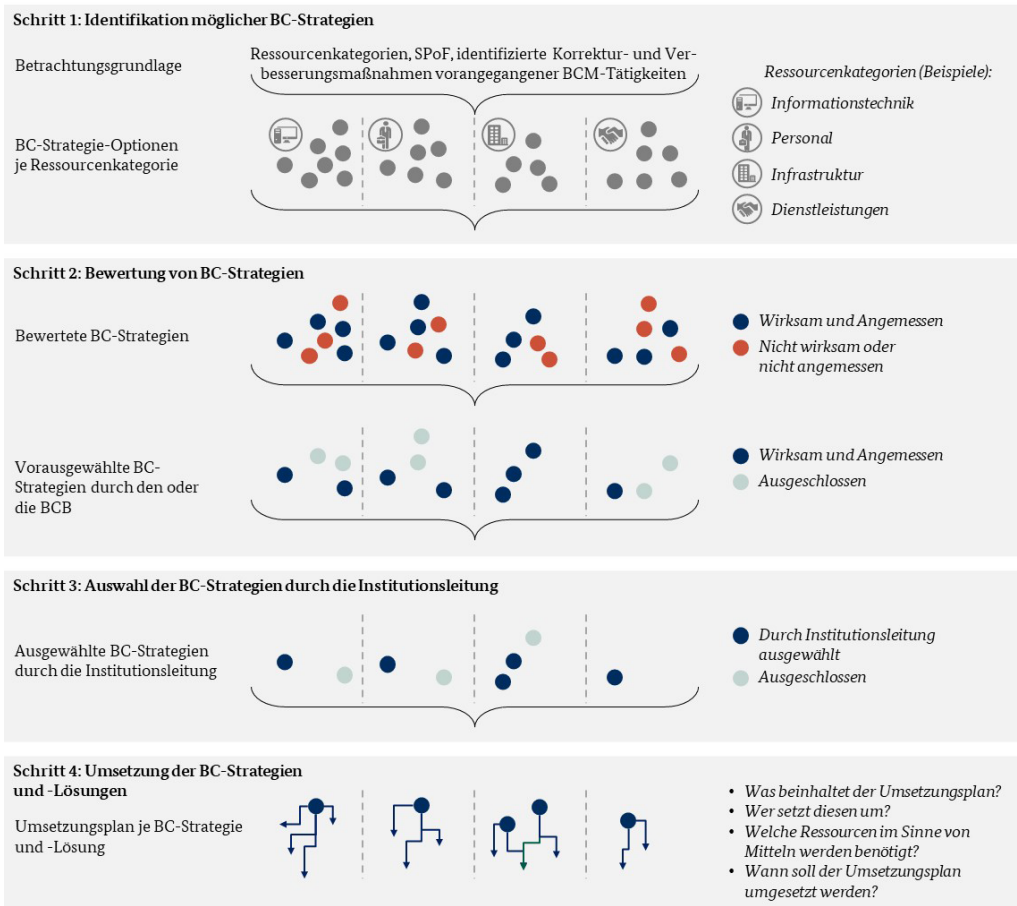 Schritt 1: Identifikation möglicher BC-Strategien
Betrachtungsgrundlage
Ressourcenkategorien, SPoF, identifizierte Korrektur- und Ver-
besserungsmaßnahmen vorangegangener BCM-Tätigkeiten
Ressourcenkategorien (Beispiele):
Informationstechnik
Personal
Infrastruktur
Dienstleistungen
BC-Strategie-Optionen
je Ressourcenkategorie
Schritt 2: Bewertung von BC-Strategien
Bewertete BC-Strategien
Wirksam und Angemessen
Nicht wirksam oder
nicht angemessen
Vorausgewählte BC-
Strategien durch den oder
die BCB
Wirksam und Angemessen
Ausgeschlossen
Schritt 3: Auswahl der BC-Strategien durch die Institutionsleitung
Ausgewählte BC-Strategien
durch die Institutionsleitung
Durch Institutionsleitung
ausgewählt
Ausgeschlossen
Schritt 4: Umsetzung der BC-Strategien
und -Lösungen
Umsetzungsplan je BC-Strategie
und -Lösung
• Was beinhaltet der Umsetzungsplan?
• Wer setzt diesen um?
• Welche Ressourcen im Sinne von
Mitteln werden benötigt?
• Wann soll der Umsetzungsplan
umgesetzt werden?